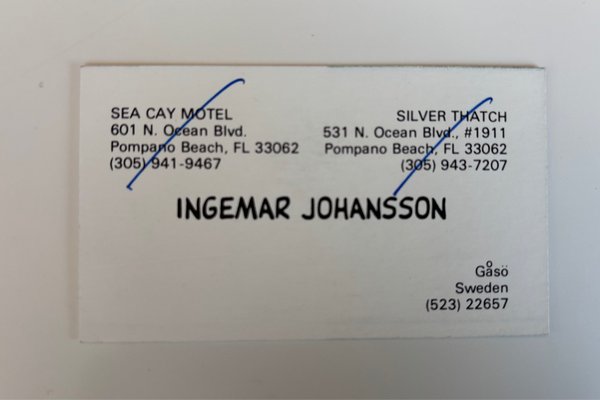 SEA CAY MOTEL
601 N. Ocean Blvd.
Pompano Beach, FL 33062
(305) 941-9467
SILVER THATCH
531 N. Ocean Blvd., #1911
Pompano Beach, FL 33062
(305) 943-7207
INGEMAR JOHANSSON
Gåsö
Sweden
(523) 22657